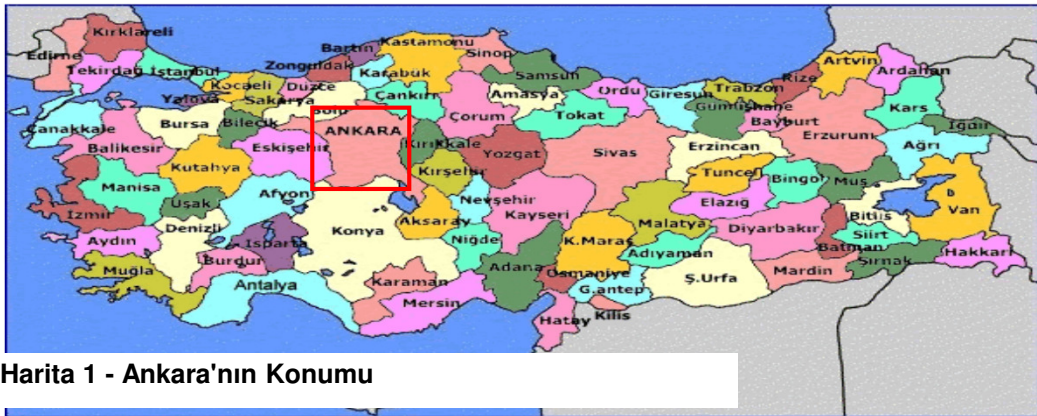 Kırklareli
Edirne
Tekirdağ
İstanbul
Kocaeli
Yalova
Sakarya
Düzce
Zonguldak
Bartın
Karabük
Kastamonu
Sinop
Çankırı
Samsun
Amasya
Ordu
Giresun
Trabzon
Gümüşhane
Rize
Artvin
Ardahan
Bayburt
Kars
Iğdır
Çanakkale
Balikesir
Bursa
Bilecik
Bolu
ANKARA
Eskişehir
Kutahya
Kırıkkale
Çorum
Yozgat
Tokat
Sivas
Erzincan
Erzurum
Ağrı
Manisa
Uşak
Afyon
Kırşehir
Nevşehir
Kayseri
Malatya
Tunceli
Elazığ
Bingöl
Muş
Bitlis
Van
İzmir
Aydın
Denizli
Isparta
Burdur
Konya
Aksaray
Niğde
K.Maraş
Adıyaman
Diyarbakır
Batman
Siirt
Şırnak
Hakkari
Muğla
Antalya
Karaman
Mersin
Adana
Osmaniye
G.antep
Ş.Urfa
Mardin
Hatay
Kilis
Harita 1 - Ankara'nın Konumu